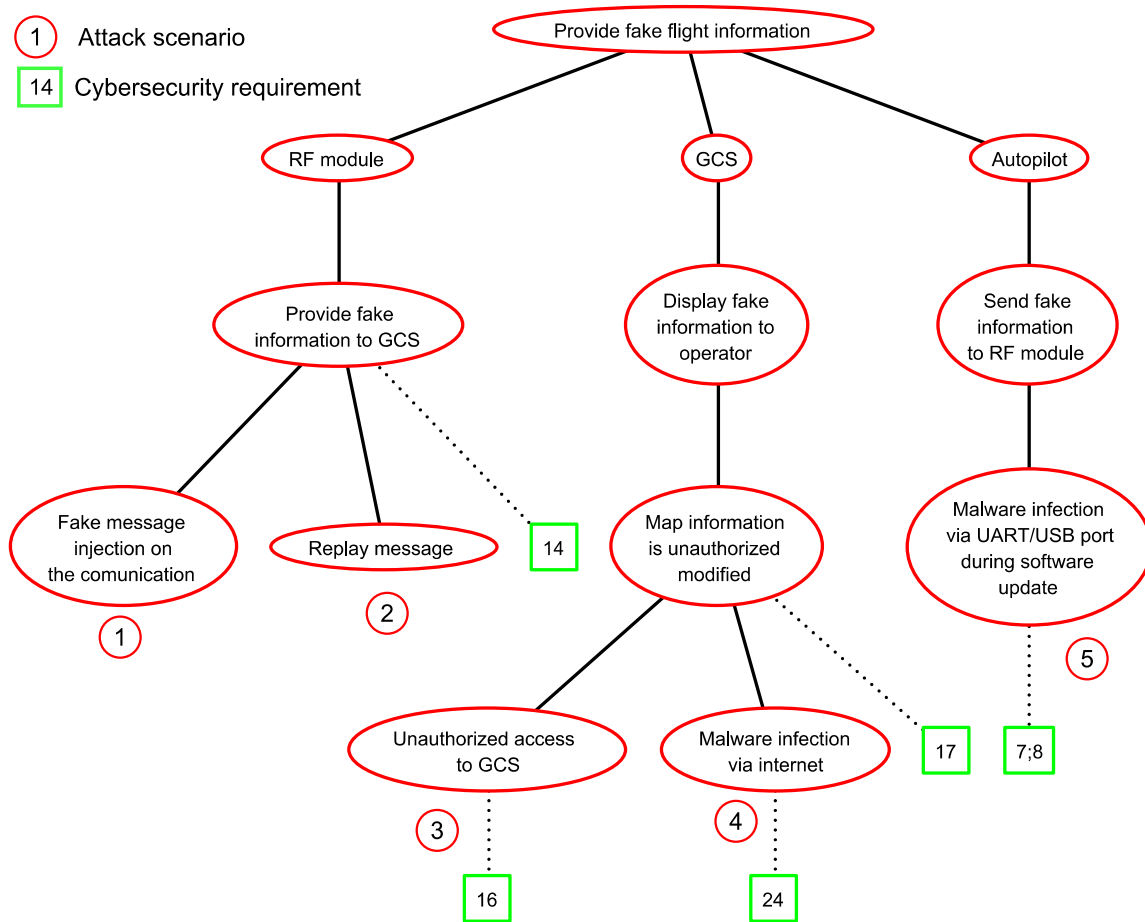 1 Attack scenario
14 Cybersecurity requirement
Provide fake flight information
RF module
GCS
Autopilot
Provide fake
information to GCS
Display fake
information to
operator
Send fake
information
to RF module
Fake message
injection on
the comunication
Replay message
14
Map information
is unauthorized
modified
Malware infection
via UART/USB port
during software
update
1
2
5
Unauthorized access
to GCS
Malware infection
via internet
17
7;8
3
4
16
24